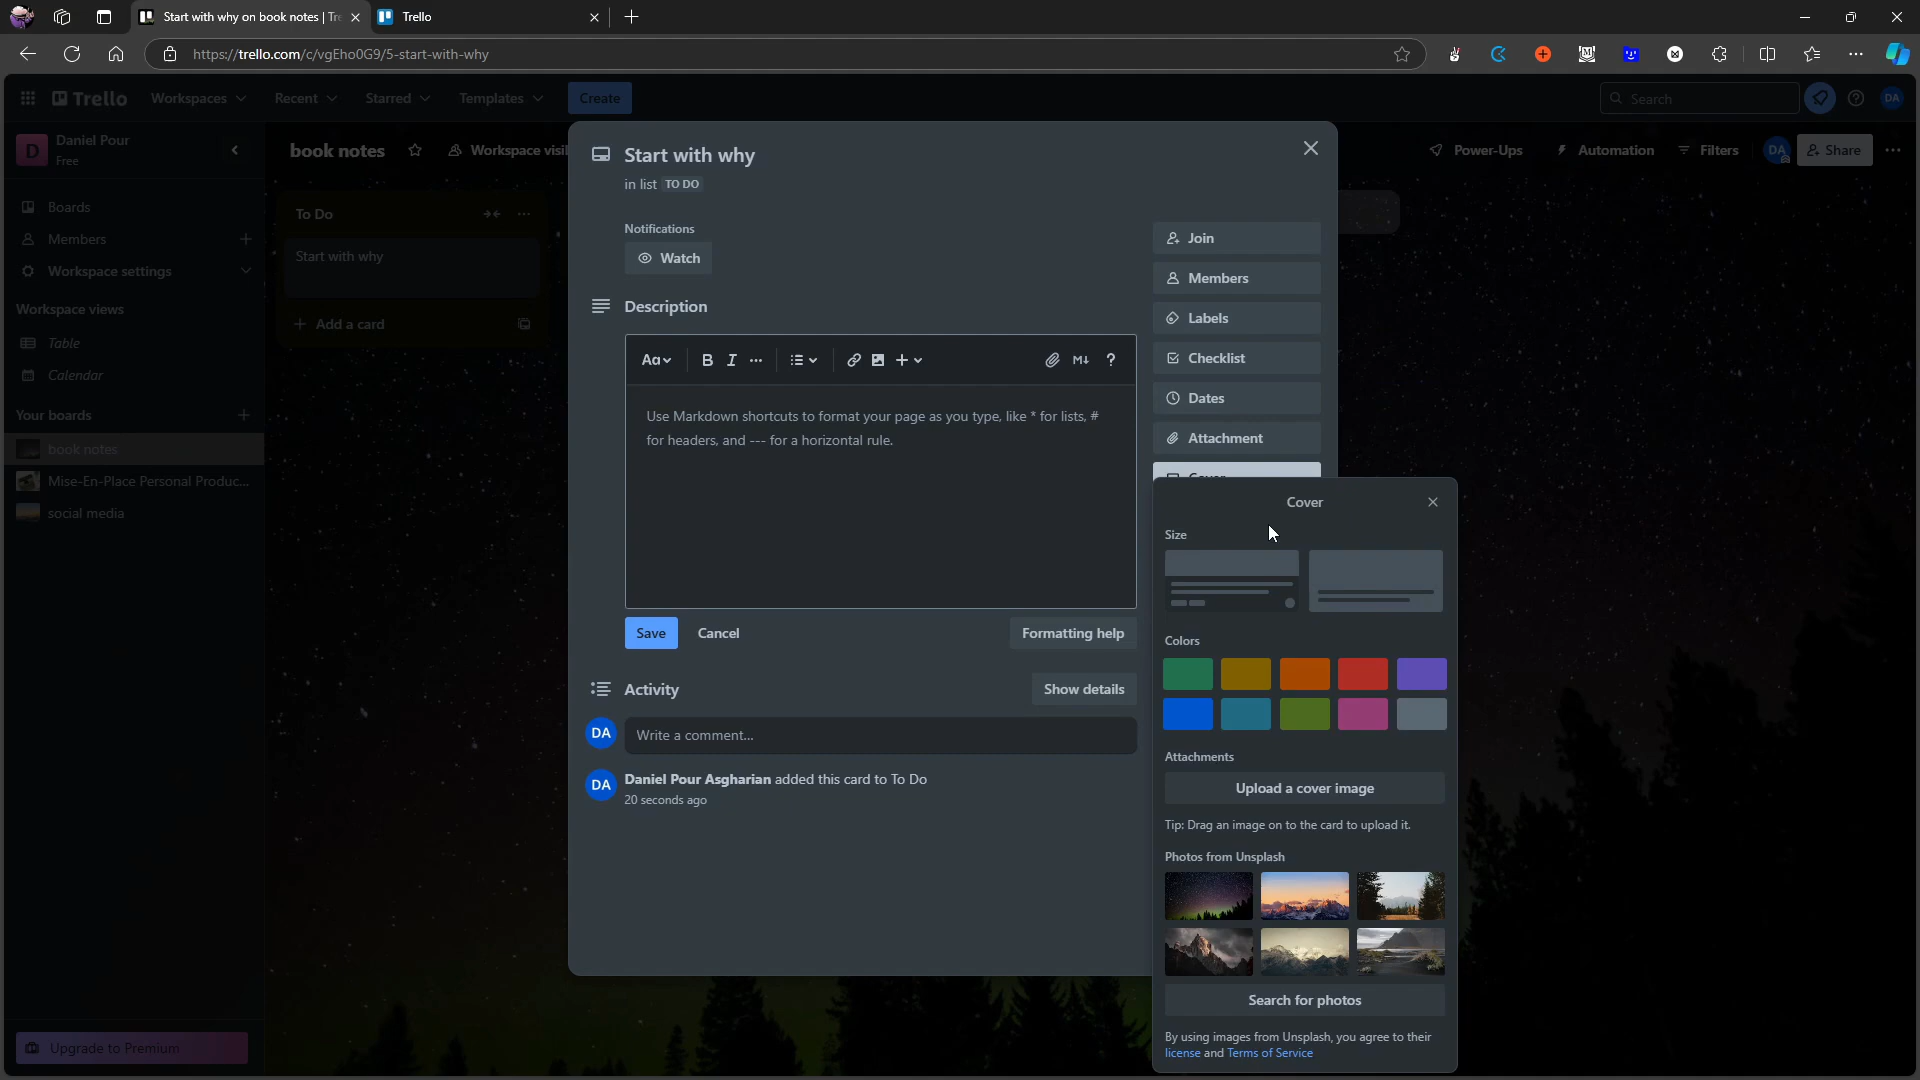 Start with why on book notes | Tr
Trello
https://trello.com/c/vgEho0G9/5-start-with-why
Trello
Workspaces
Recent
Starred
Templates
Create
Search
DA
D
Daniel Pour
Free
book notes
Workspace visil
Power-Ups
Automation
Filters
DA
Share
Boards
Members
Workspace settings
Workspace views
Table
Calendar
Your boards
book notes
Mise-En-Place Personal Produc...
social media
Upgrade to Premium
To Do
Start with why
Add a card
Start with why
in list TO DO
Notifications
Watch
Description
Aa
B I ...
M↓ ?
Use Markdown shortcuts to format your page as you type, like * for lists, #
for headers, and --- for a horizontal rule.
Save
Cancel
Formatting help
Activity
Show details
DA
Write a comment...
DA
Daniel Pour Asgharian added this card to To Do
20 seconds ago
Join
Members
Labels
Checklist
Dates
Attachment
Cover
Cover
Size
Colors
Attachments
Upload a cover image
Tip: Drag an image on to the card to upload it.
Photos from Unsplash
Search for photos
By using images from Unsplash, you agree to their
license and Terms of Service